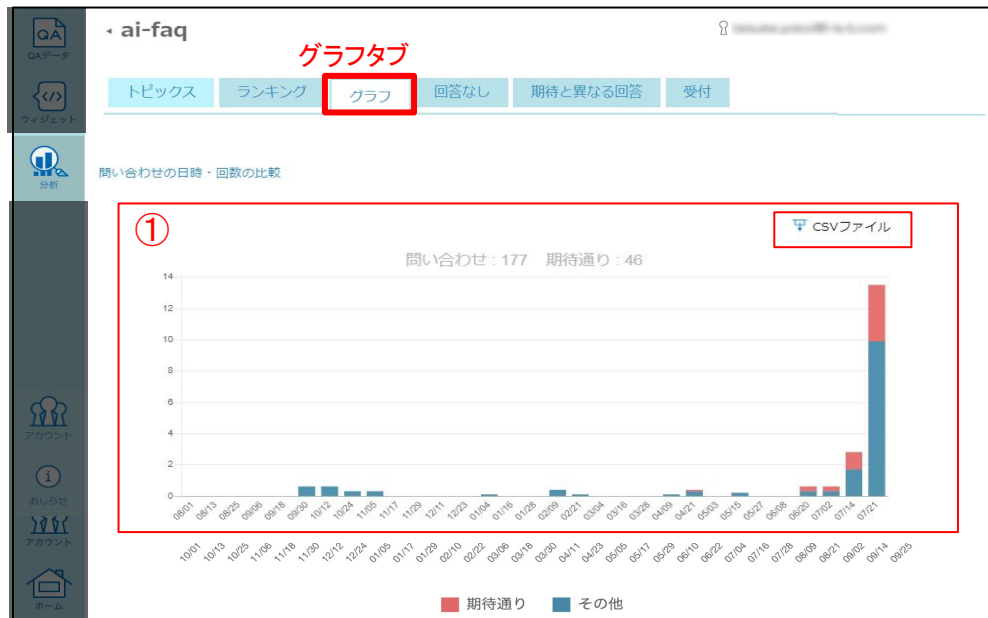 QA
QAデータ
ウィジェット
分析
アカウント
おしらせ
アカウント
ホーム
ai-faq
グラフタブ
トピックス ランキング グラフ 回答なし 期待と異なる回答 受付
問い合わせの日時・回数の比較
①
CSVファイル
問い合わせ : 177 期待通り : 46
14
12
10
8
6
4
2
0
08/01 08/13 08/25 09/06 09/18 09/30 10/12 10/24 11/05 11/17 11/29 12/11 12/23 01/04 01/16 01/28 02/09 02/21 03/04 03/16 03/28 04/09 04/21 05/03 05/15 05/27 06/08 06/20 07/02 07/14 07/21
10/01 10/13 10/25 11/06 11/18 11/30 12/12 12/24 01/05 01/17 01/29 02/10 02/22 03/06 03/18 03/30 04/11 04/23 05/05 05/17 05/29 06/10 06/22 07/04 07/16 07/28 08/09 08/21 09/02 09/14 09/25
期待通り その他